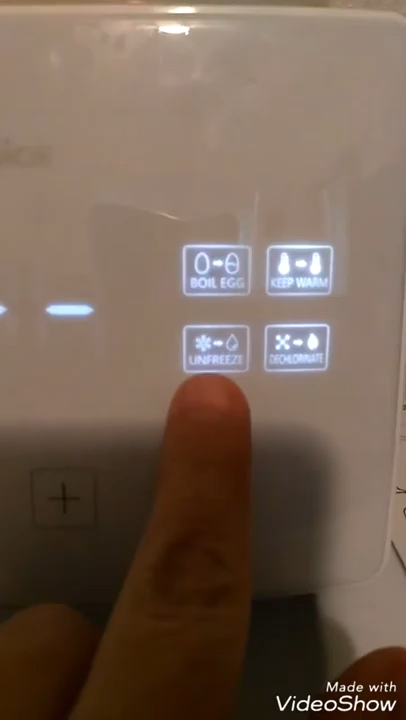 BOIL EGG
KEEP WARM
UNFREEZE
DECHLORINATE
+
Made with
VideoShow